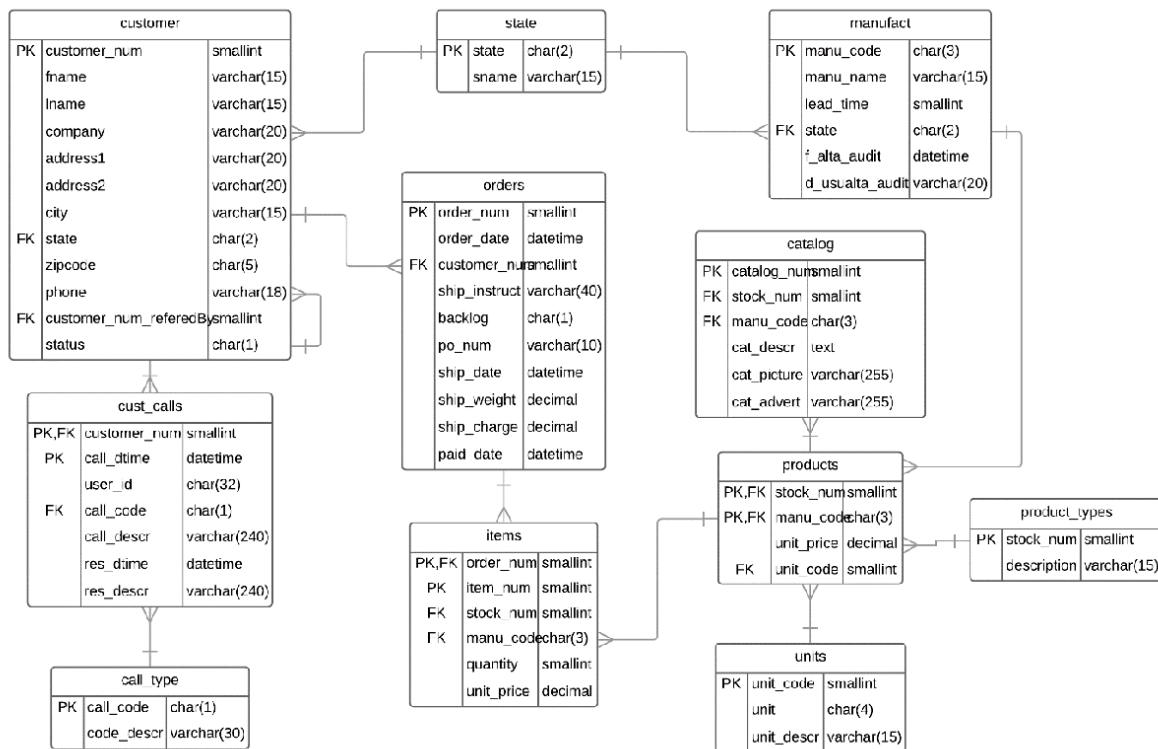 customer
PK customer_num smallint
fname varchar(15)
lname varchar(15)
company varchar(20)
address1 varchar(20)
address2 varchar(20)
city varchar(15)
FK state char(2)
zipcode char(5)
phone varchar(18)
FK customer_num_referedBy smallint
status char(1)
state
PK state char(2)
sname varchar(15)
manufact
PK manu_code char(3)
manu_name varchar(15)
lead_time smallint
FK state char(2)
f_alta_audit datetime
d_usualta_audit varchar(20)
orders
PK order_num smallint
order_date datetime
FK customer_num smallint
ship_instruct varchar(40)
backlog char(1)
po_num varchar(10)
ship_date datetime
ship_weight decimal
ship_charge decimal
paid_date datetime
catalog
PK catalog_num smallint
FK stock_num smallint
FK manu_code char(3)
cat_descr text
cat_picture varchar(255)
cat_advert varchar(255)
cust_calls
PK,FK customer_num smallint
PK call_dtime datetime
user_id char(32)
FK call_code char(1)
call_descr varchar(240)
res_dtime datetime
res_descr varchar(240)
products
PK,FK stock_num smallint
PK,FK manu_code char(3)
unit_price decimal
FK unit_code smallint
product_types
PK stock_num smallint
description varchar(15)
items
PK,FK order_num smallint
PK item_num smallint
FK stock_num smallint
FK manu_code char(3)
quantity smallint
unit_price decimal
call_type
PK call_code char(1)
code_descr varchar(30)
units
PK unit_code smallint
unit char(4)
unit_descr varchar(15)